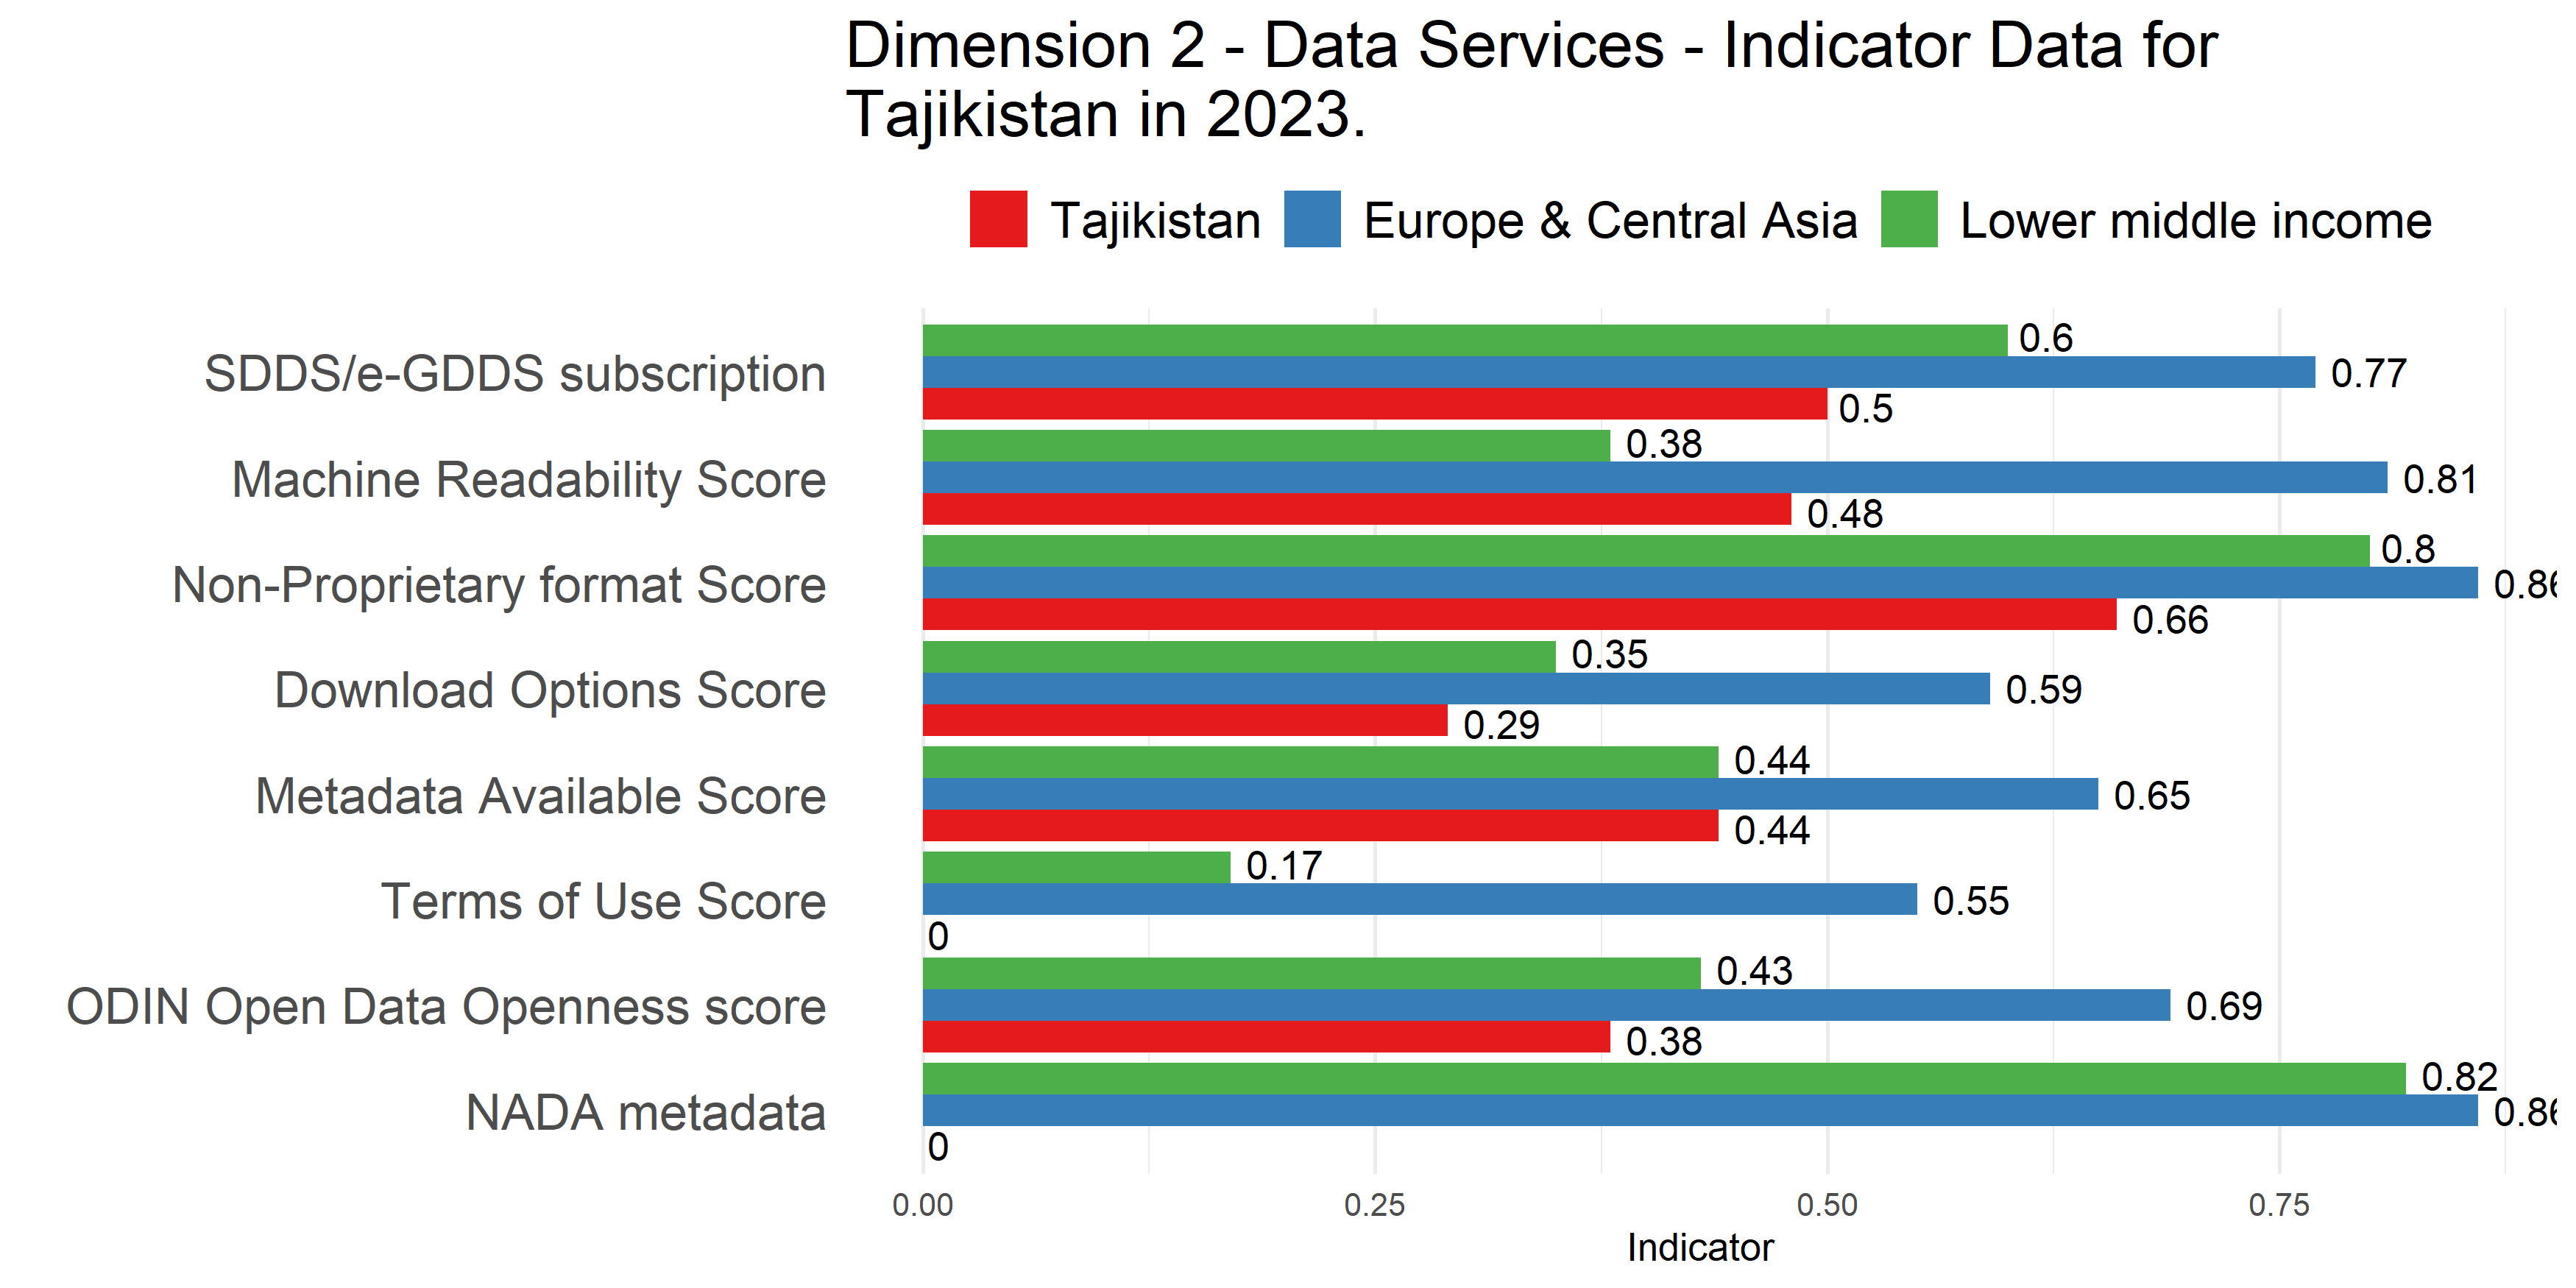 Dimension 2 - Data Services - Indicator Data for
Tajikistan in 2023.
Tajikistan
Europe & Central Asia
Lower middle income
SDDS/e-GDDS subscription
0.6
0.77
0.5
Machine Readability Score
0.38
0.81
0.48
Non-Proprietary format Score
0.8
0.86
0.66
Download Options Score
0.35
0.59
0.29
Metadata Available Score
0.44
0.65
0.44
Terms of Use Score
0.17
0.55
0
ODIN Open Data Openness score
0.43
0.69
0.38
NADA metadata
0.82
0.86
0
0.00
0.25
0.50
0.75
Indicator